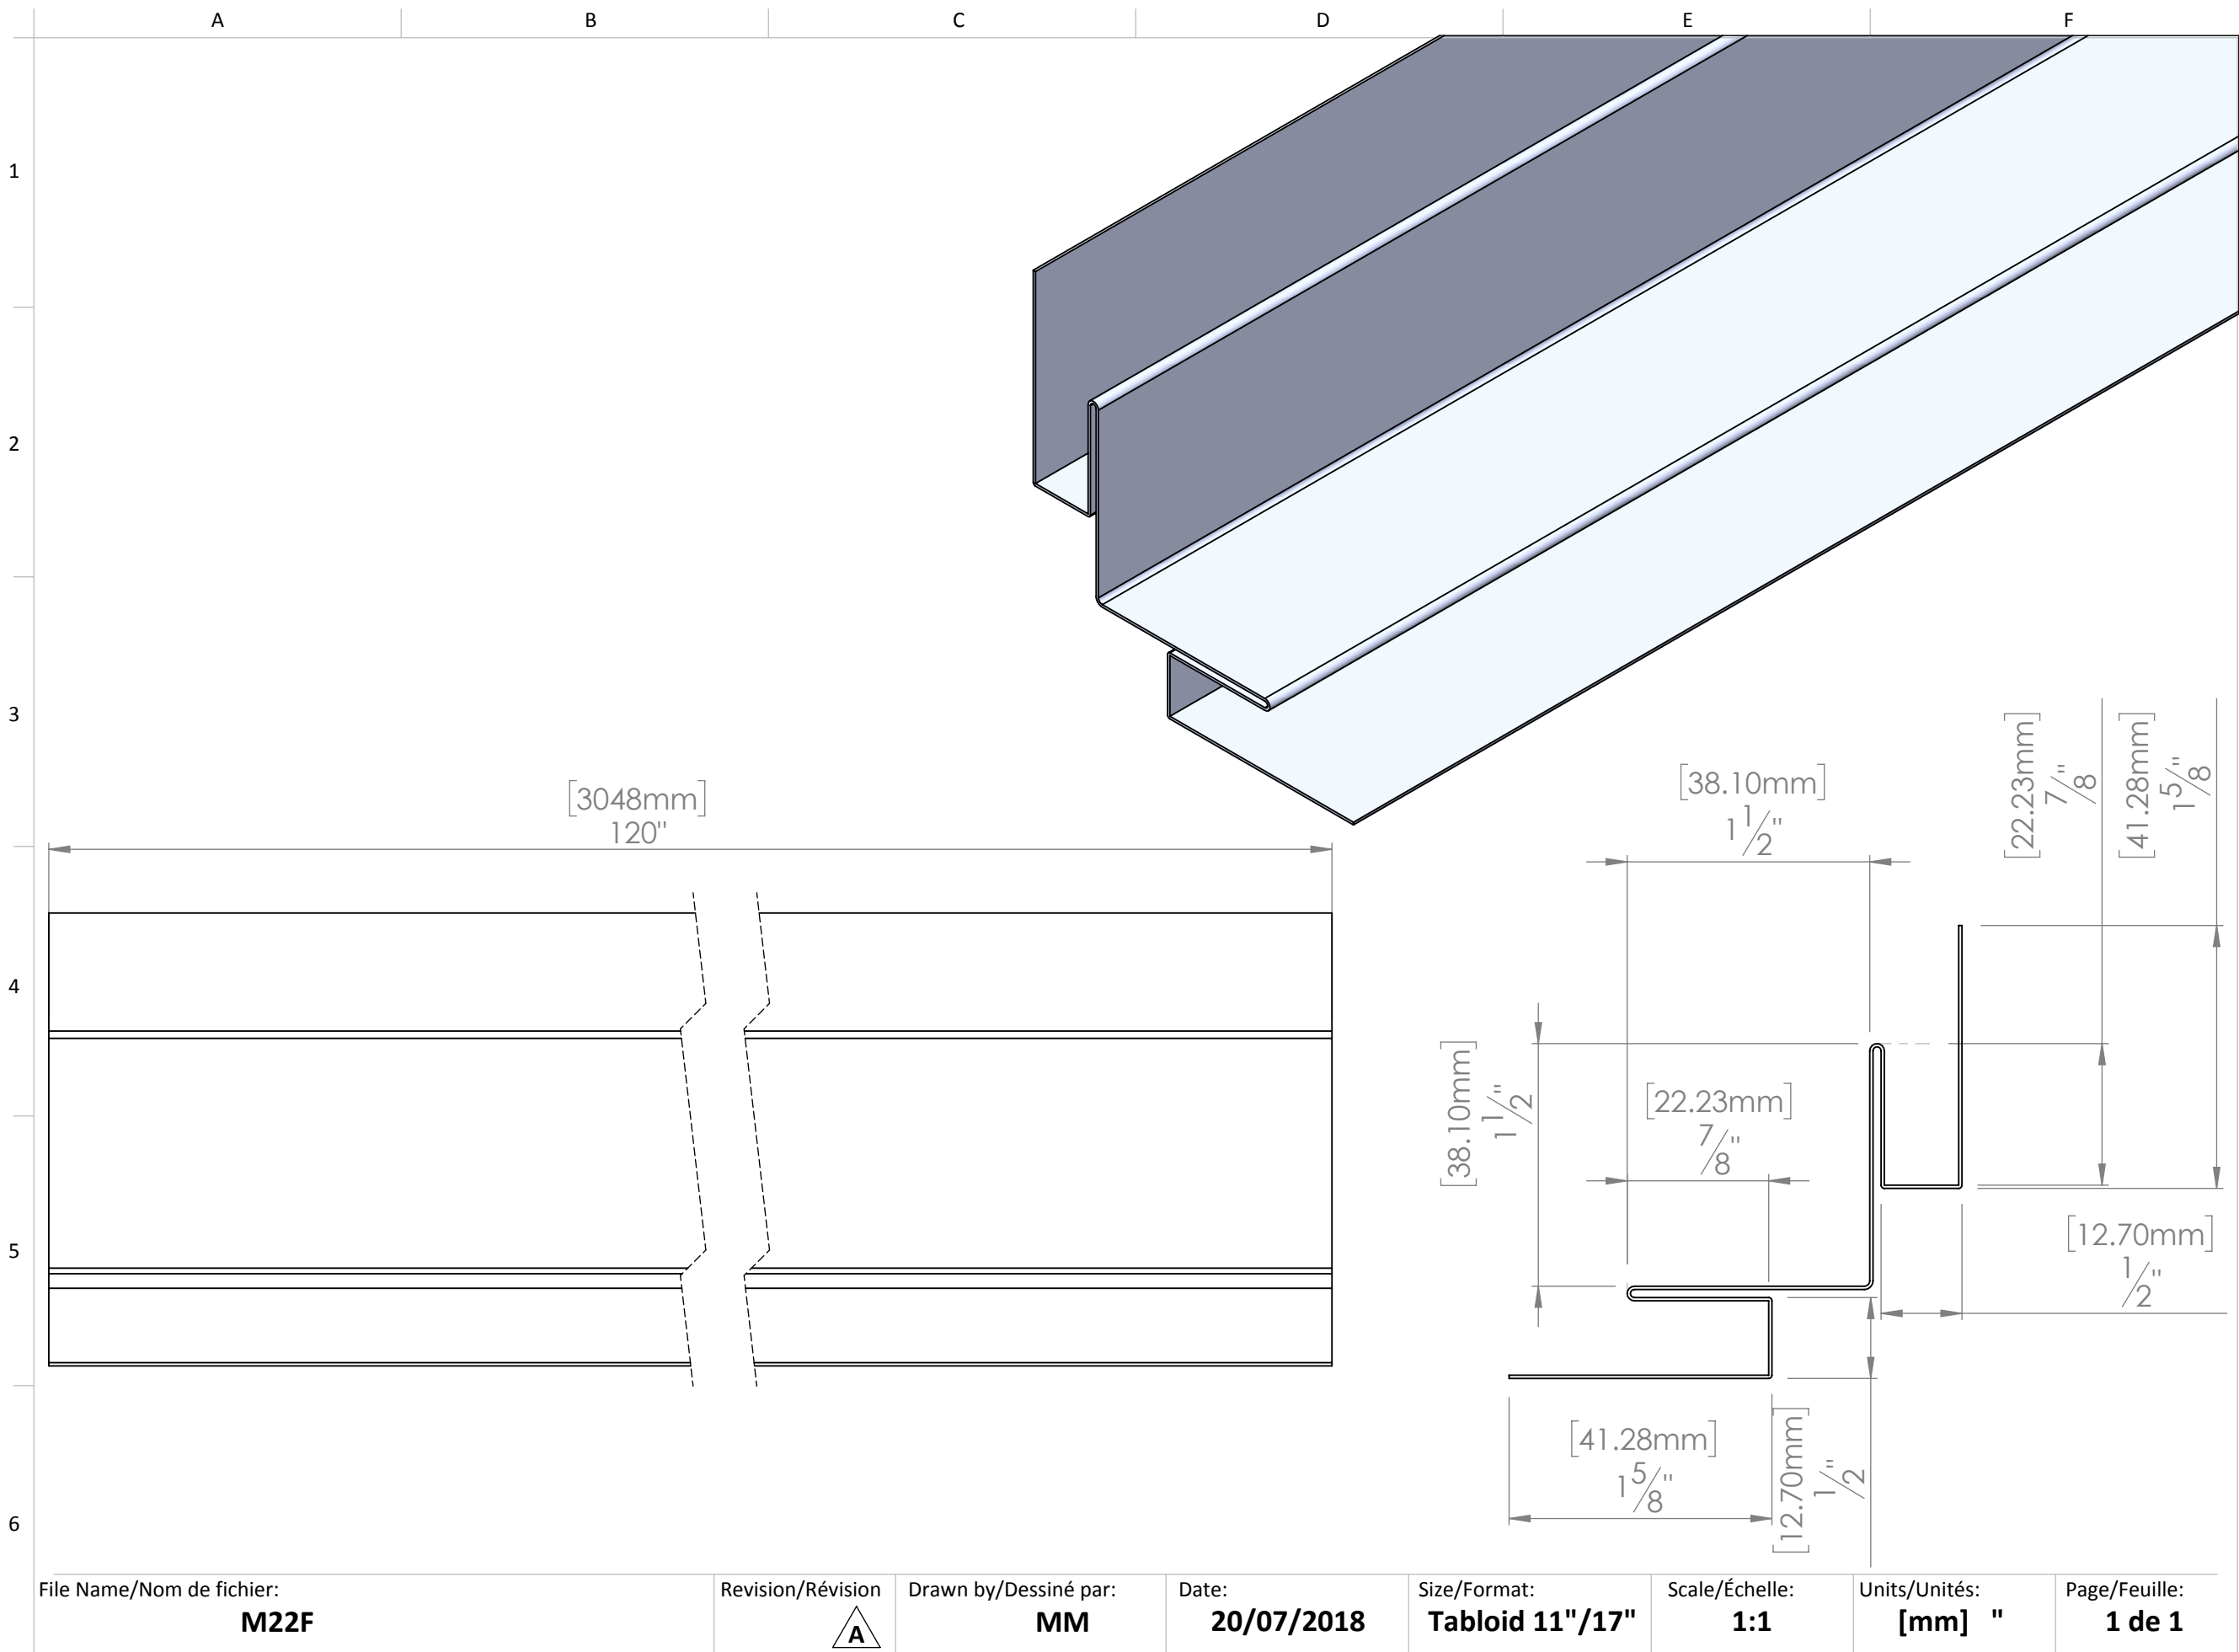 A B C D E F
1
2
3
4
5
6
[3048mm]
120"
[38.10mm]
1 1/2"
[22.23mm]
7/8"
[41.28mm]
1 5/8"
[38.10mm]
1 1/2"
[22.23mm]
7/8"
[12.70mm]
1/2"
[41.28mm]
1 5/8"
[12.70mm]
1/2"
File Name/Nom de fichier:
M22F
Revision/Révision
A
Drawn by/Dessiné par:
MM
Date:
20/07/2018
Size/Format:
Tabloid 11"/17"
Scale/Échelle:
1:1
Units/Unités:
[mm] "
Page/Feuille:
1 de 1